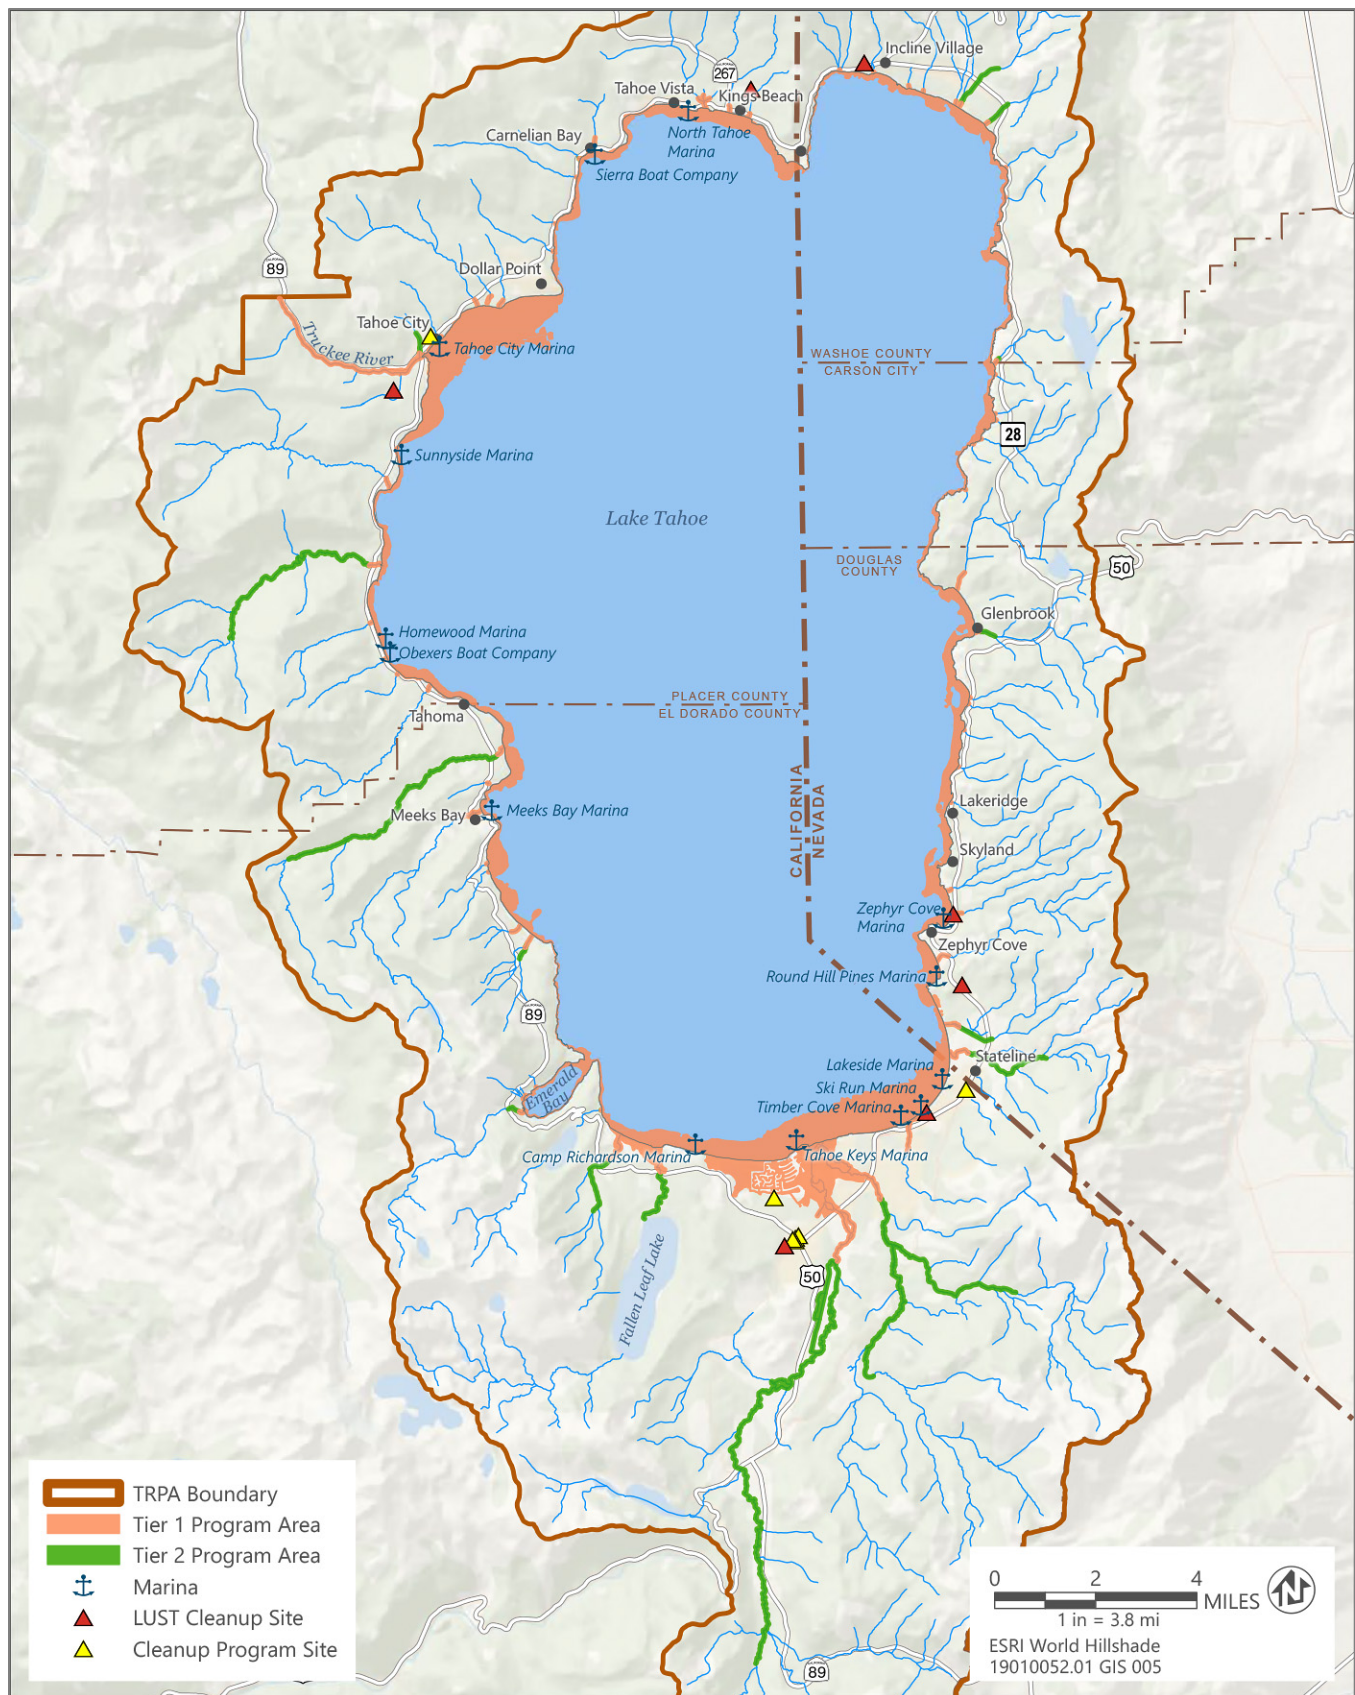 Incline Village
267
Tahoe Vista
Kings Beach
Carnelian Bay
North Tahoe
Marina
Sierra Boat Company
89
Dollar Point
Tahoe City
Truckee River
Tahoe City Marina
WASHOE COUNTY
CARSON CITY
28
Sunnyside Marina
Lake Tahoe
DOUGLAS
COUNTY
50
Glenbrook
Homewood Marina
Obexers Boat Company
PLACER COUNTY
EL DORADO COUNTY
Tahoma
CALIFORNIA
NEVADA
Lakeridge
Meeks Bay
Meeks Bay Marina
Skyland
Zephyr Cove
Marina
Zephyr Cove
Round Hill Pines Marina
89
Stateline
Lakeside Marina
Ski Run Marina
Timber Cove Marina
Emerald
Bay
Camp Richardson Marina
Tahoe Keys Marina
Fallen Leaf Lake
50
TRPA Boundary
Tier 1 Program Area
Tier 2 Program Area
Marina
LUST Cleanup Site
Cleanup Program Site
0 2 4
MILES
N
1 in = 3.8 mi
ESRI World Hillshade
19010052.01 GIS 005
89